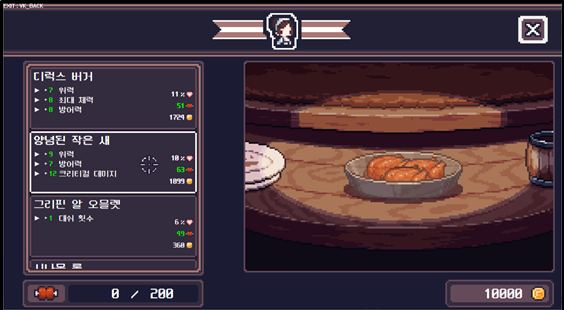 EXIT : VK_BACK
디럭스 버거
▶ +7 위력
▶ +8 최대 체력
▶ +8 방어력
11 %
51
1724
양념된 작은 새
▶ +9 위력
▶ +7 방어력
▶ +12 크리티컬 데미지
10 %
63
1899
그리핀 알 오믈렛
▶ +1 대쉬 횟수
6 %
99
360
0 / 200
10000